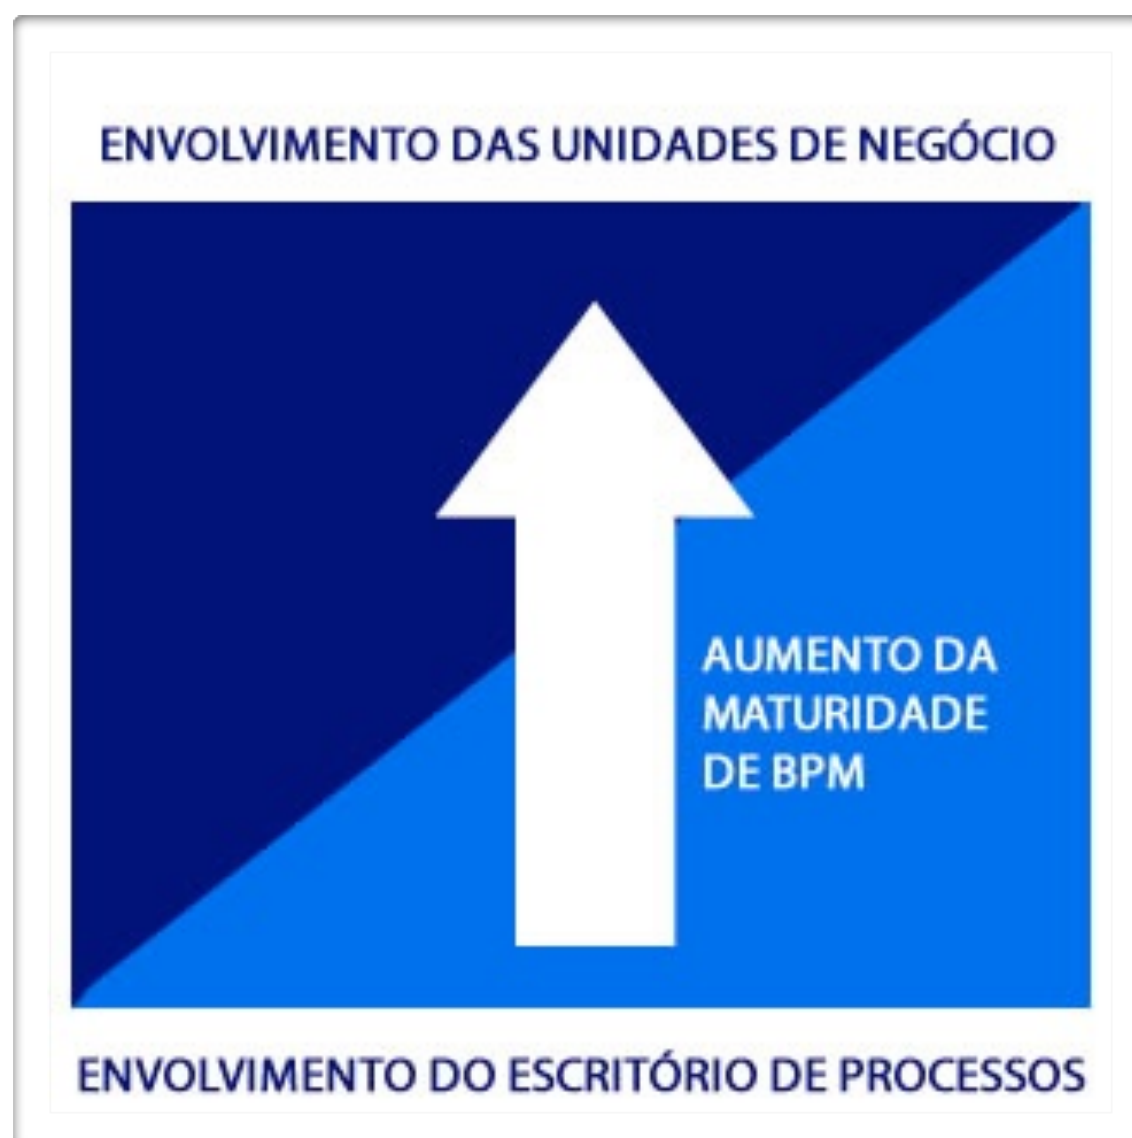 ENVOLVIMENTO DAS UNIDADES DE NEGÓCIO
AUMENTO DA
MATURIDADE
DE BPM
ENVOLVIMENTO DO ESCRITÓRIO DE PROCESSOS